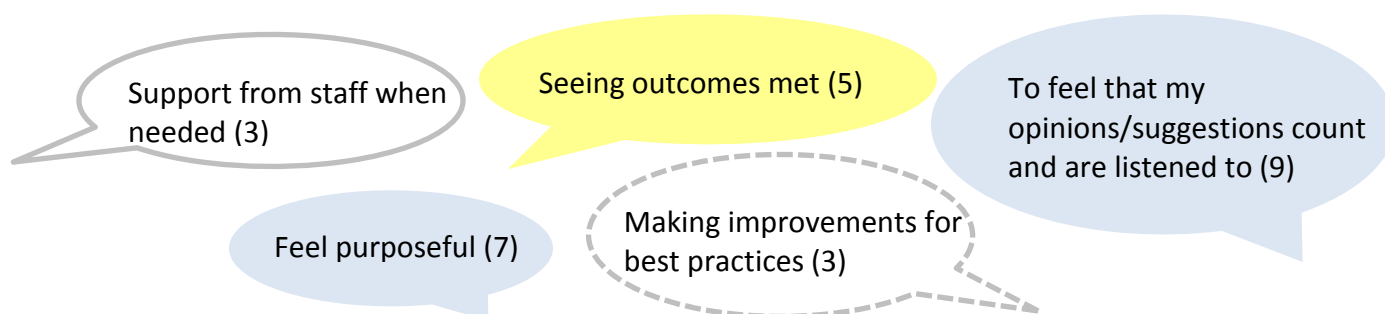 Support from staff when
needed (3)
Seeing outcomes met (5)
To feel that my
opinions/suggestions count
and are listened to (9)
Feel purposeful (7)
Making improvements for
best practices (3)